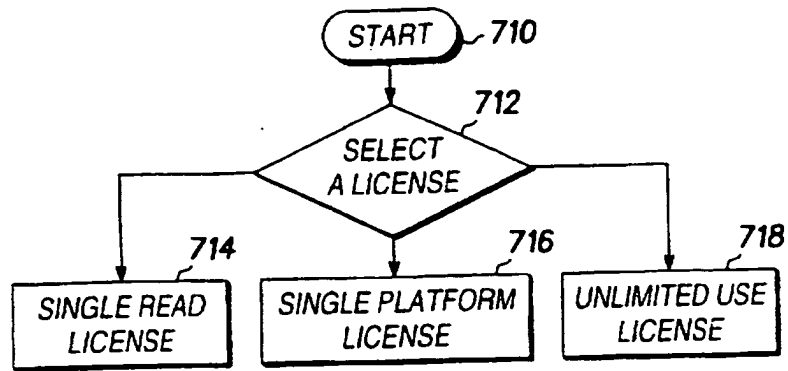 START
710
712
SELECT
A LICENSE
714
716
718
SINGLE READ
LICENSE
SINGLE PLATFORM
LICENSE
UNLIMITED USE
LICENSE